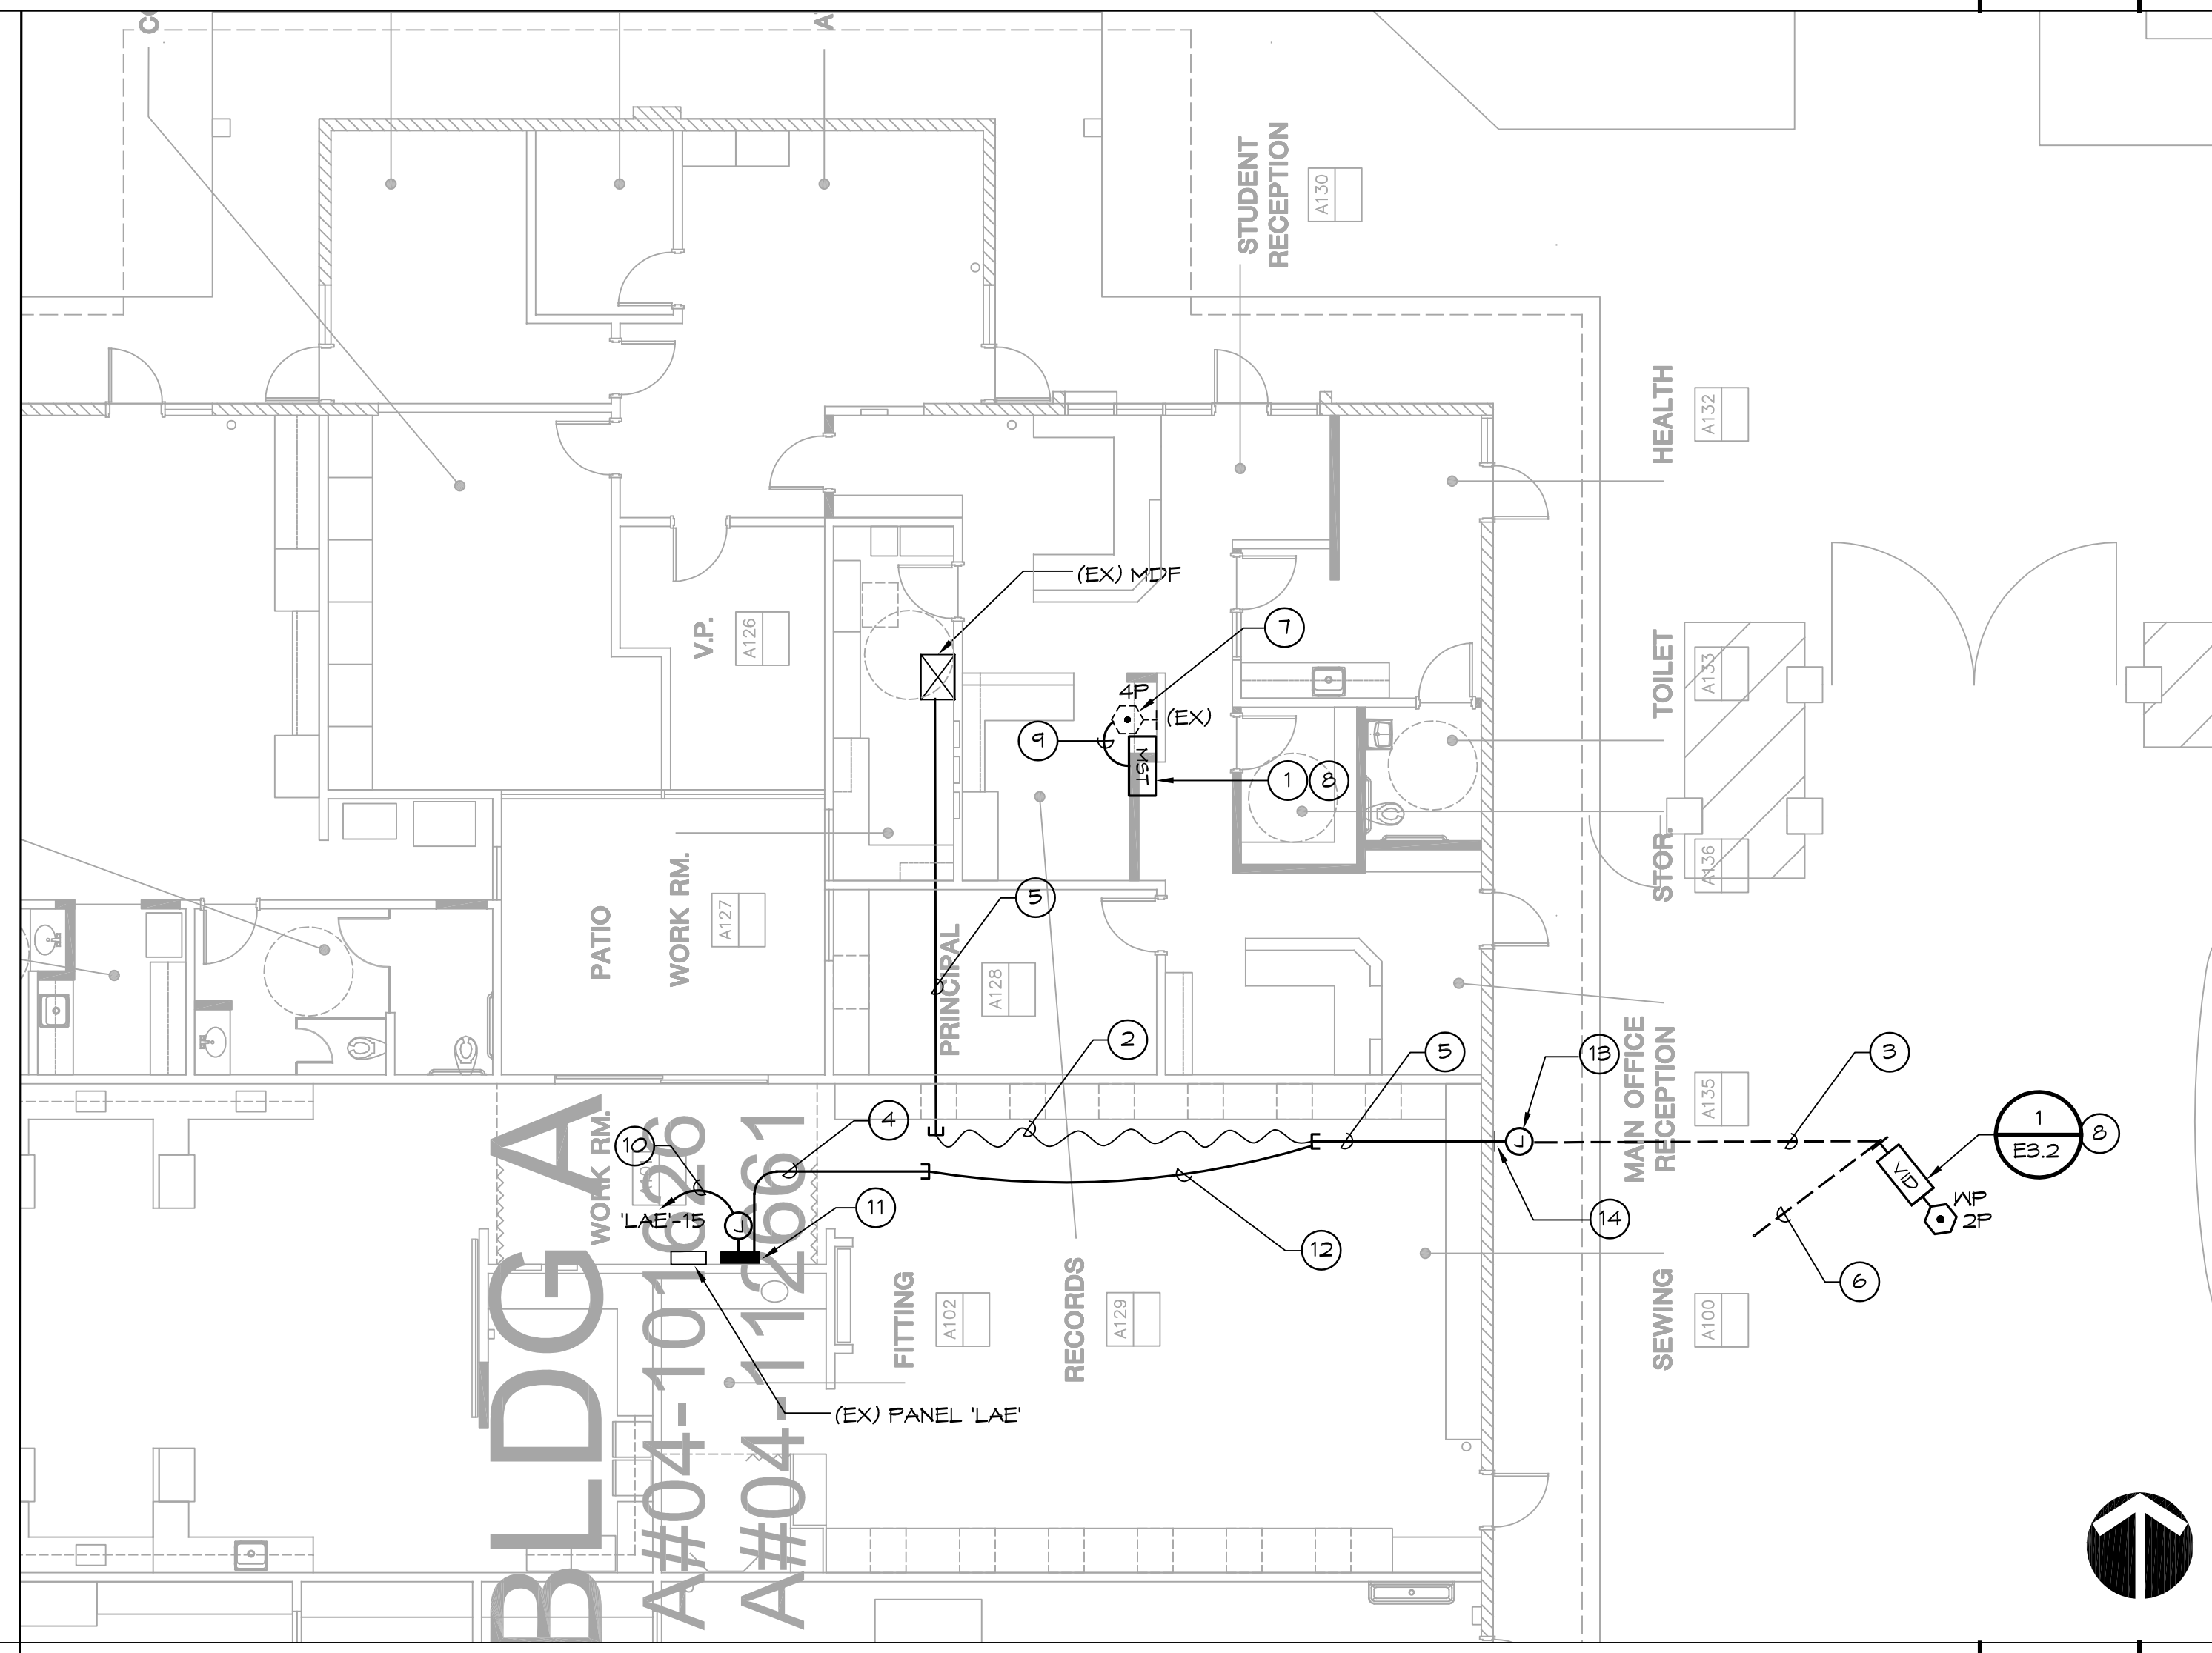 STUDENT
RECEPTION
A130
HEALTH
A132
(EX) MDF
7
V.P.
A126
TOILET
A133
4P
(EX)
9
MST
1
8
STOR.
A136
5
PATIO
WORK RM.
A127
PRINCIPAL
A128
2
5
13
3
MAIN OFFICE
RECEPTION
A135
1
E3.2
8
4
10
J
VID
WP
2P
WORK RM.
'LAE'-15
J
11
14
12
6
BLDG A
A#04-101626
A#04-112661
FITTING
A102
RECORDS
A129
SEWING
A100
(EX) PANEL 'LAE'